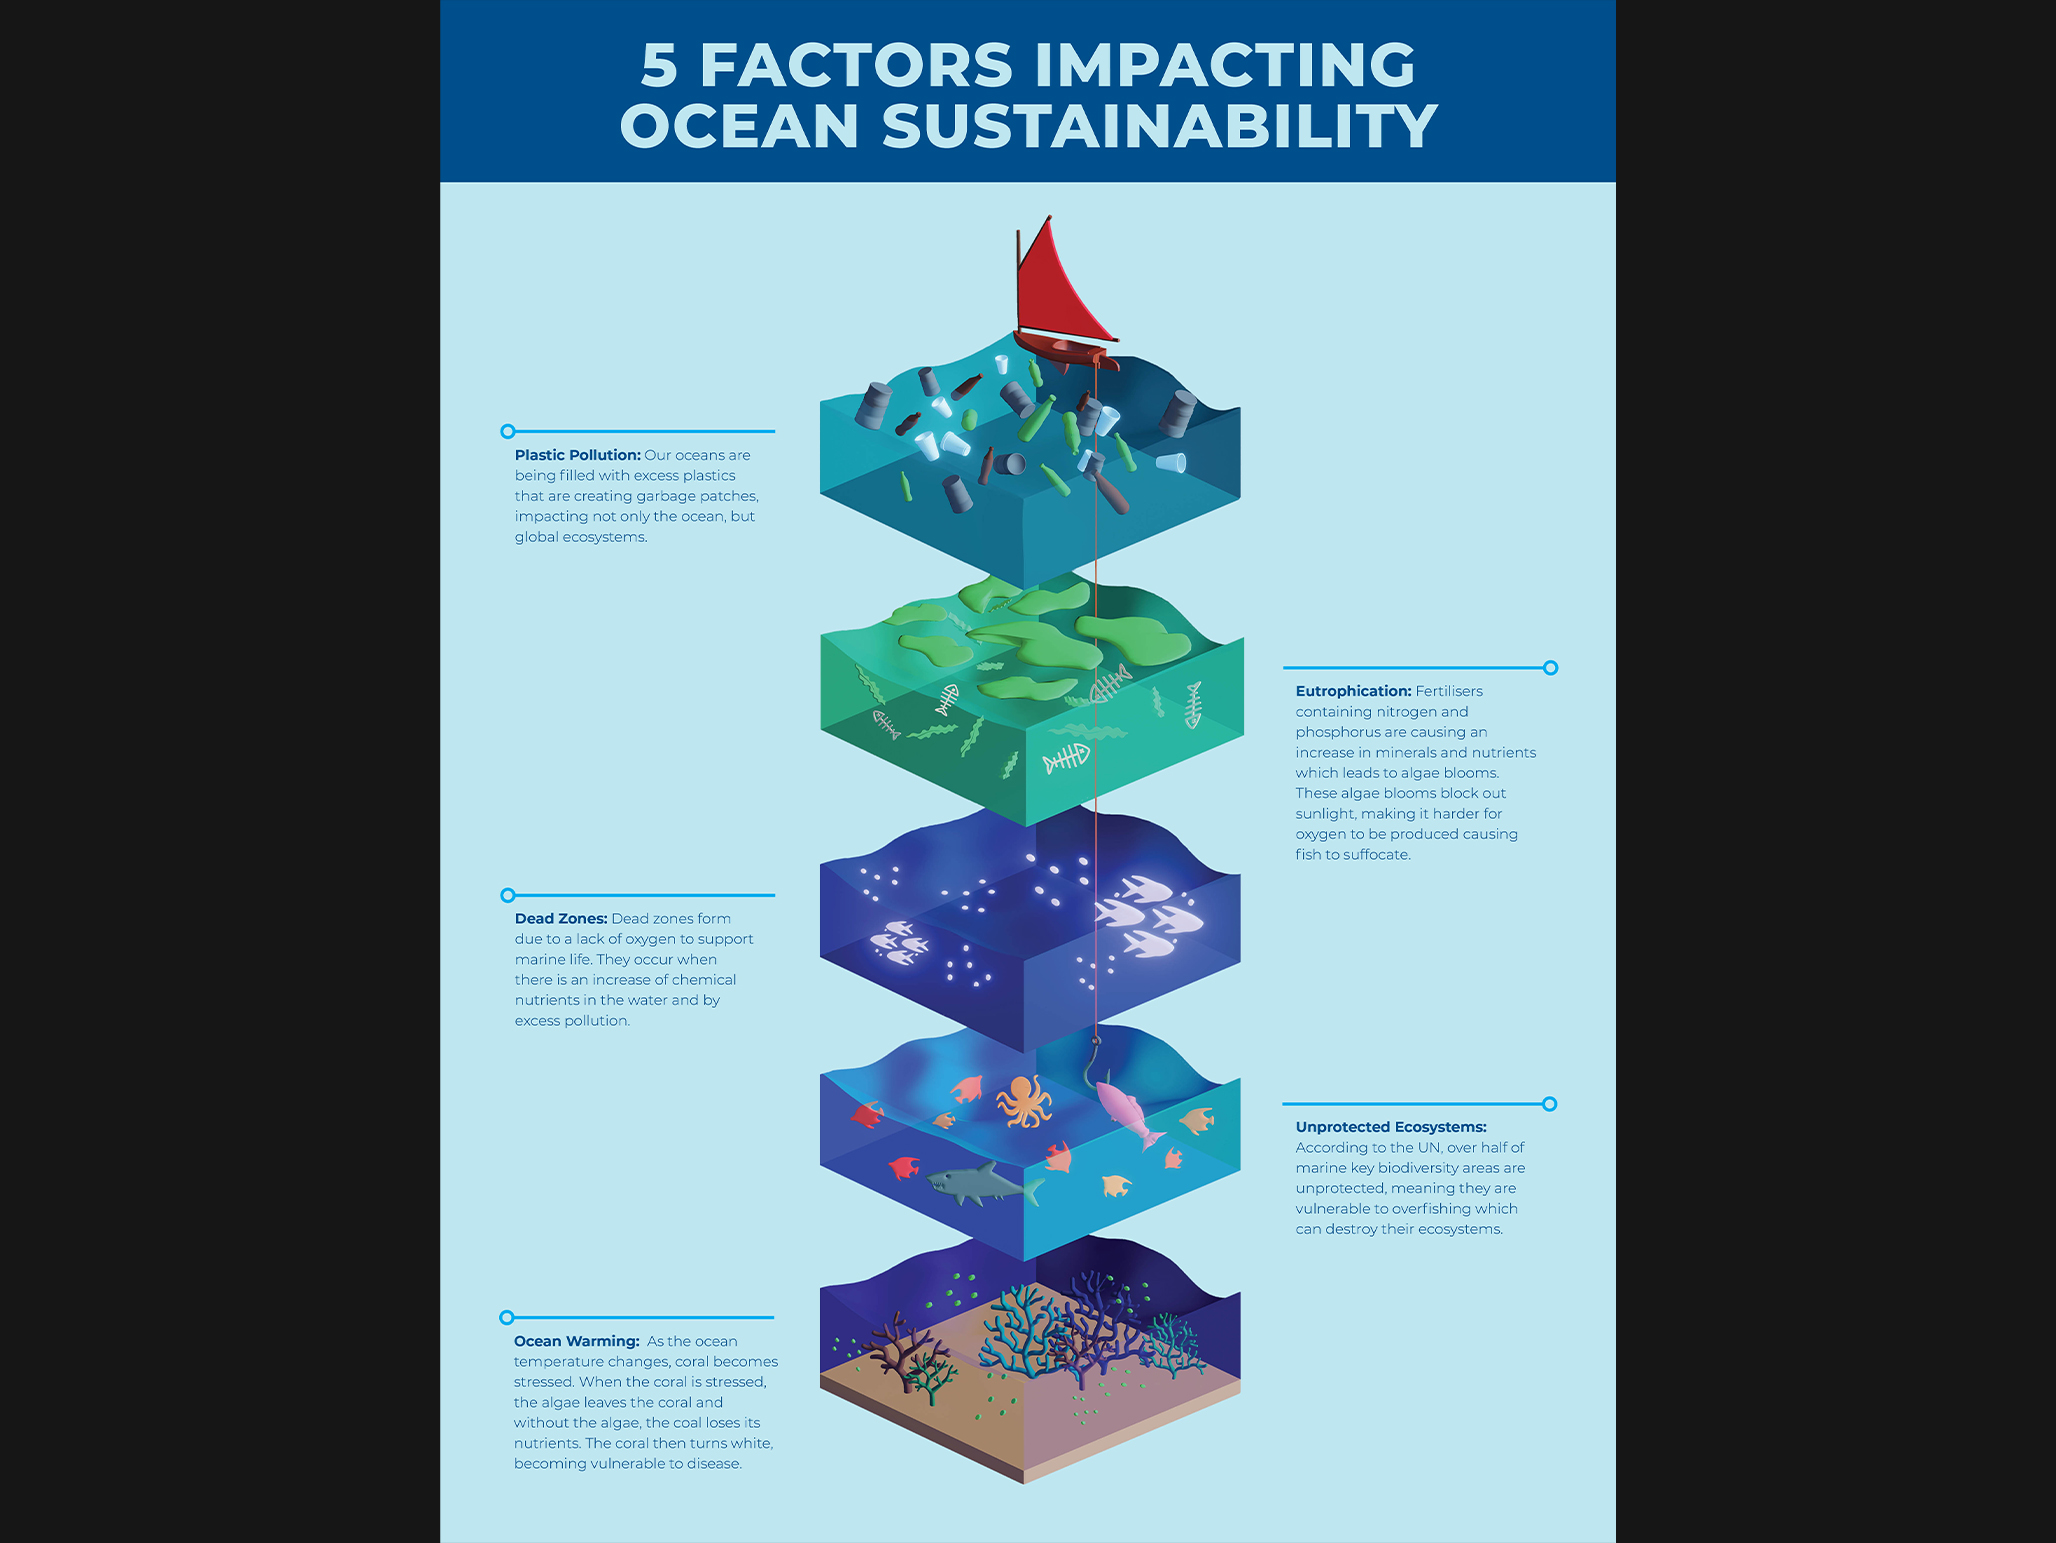 5 FACTORS IMPACTING
OCEAN SUSTAINABILITY
Plastic Pollution: Our oceans are
being filled with excess plastics
that are creating garbage patches,
impacting not only the ocean, but
global ecosystems.
Eutrophication: Fertilisers
containing nitrogen and
phosphorus are causing an
increase in minerals and nutrients
which leads to algae blooms.
These algae blooms block out
sunlight, making it harder for
oxygen to be produced causing
fish to suffocate.
Dead Zones: Dead zones form
due to a lack of oxygen to support
marine life. They occur when
there is an increase of chemical
nutrients in the water and by
excess pollution.
Unprotected Ecosystems:
According to the UN, over half of
marine key biodiversity areas are
unprotected, meaning they are
vulnerable to overfishing which
can destroy their ecosystems.
Ocean Warming: As the ocean
temperature changes, coral becomes
stressed. When the coral is stressed,
the algae leaves the coral and
without the algae, the coal loses its
nutrients. The coral then turns white,
becoming vulnerable to disease.